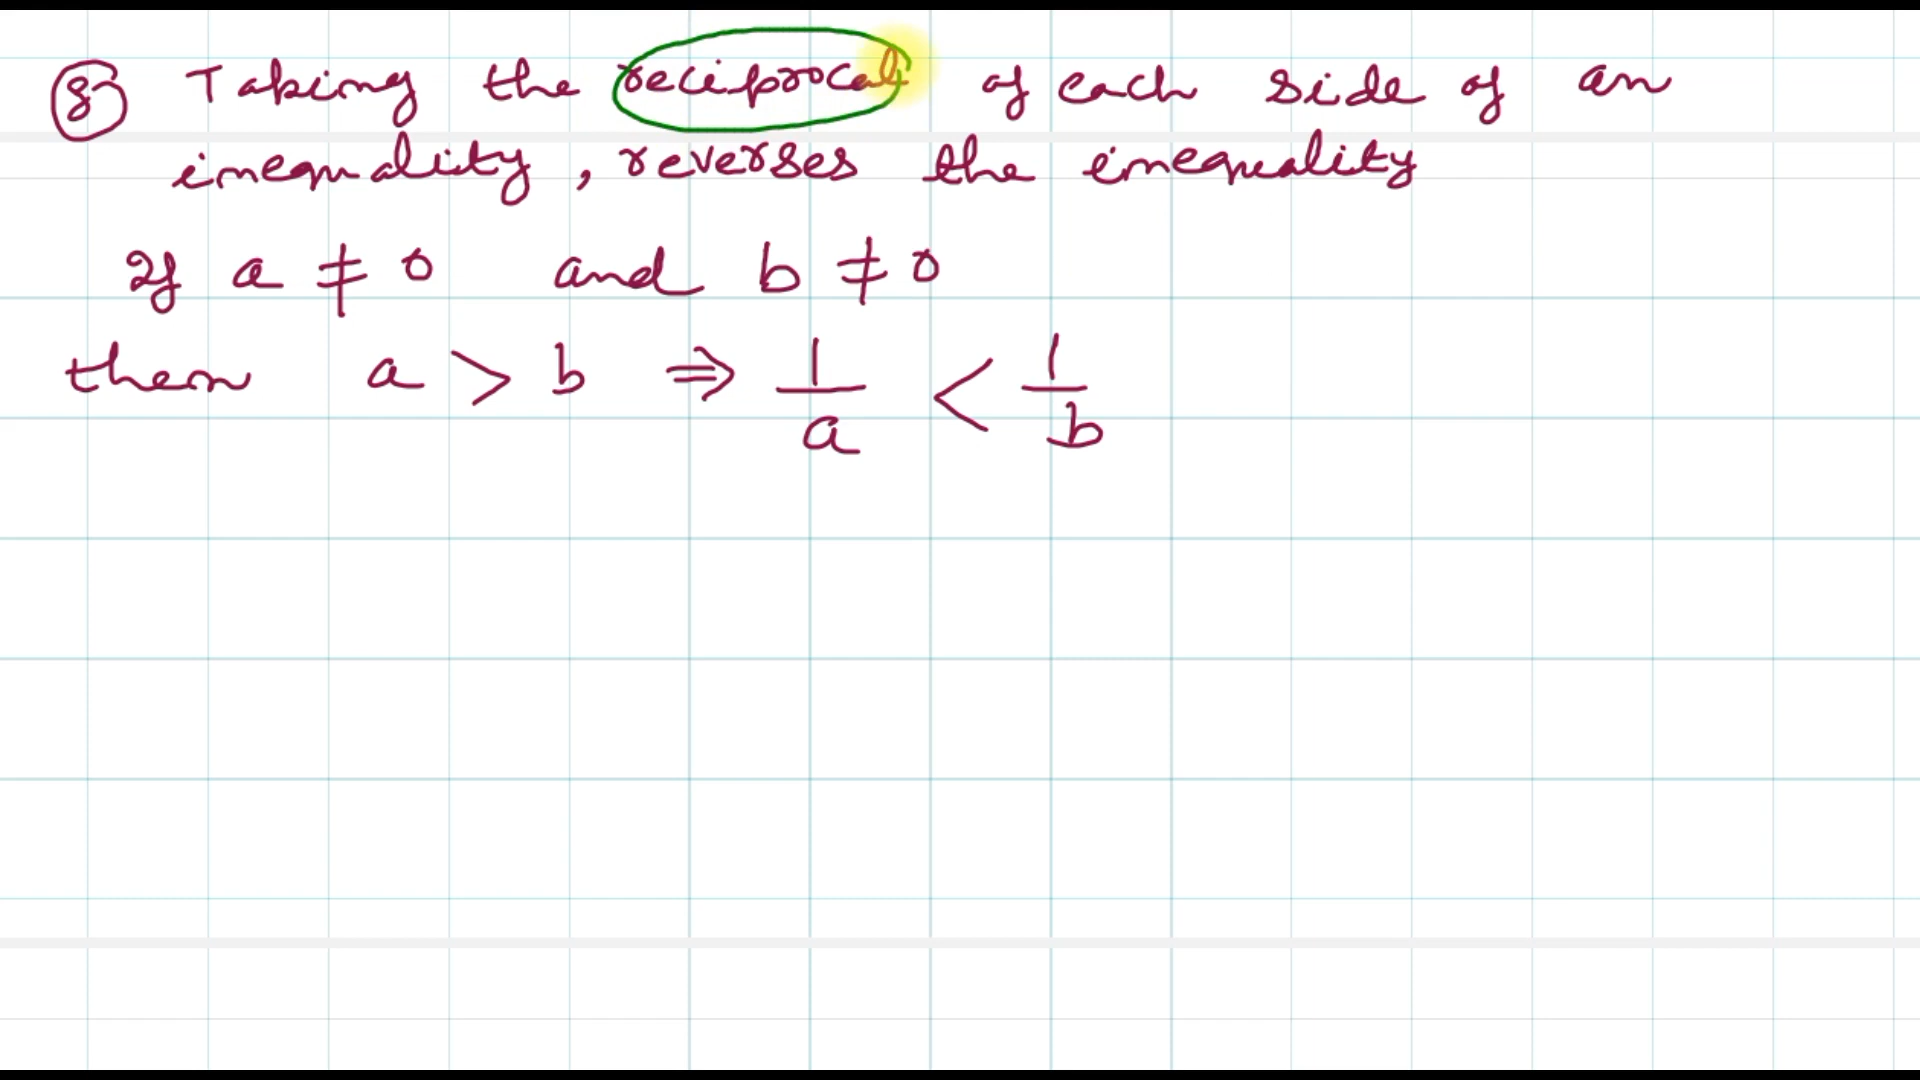 ⑧ Taking the reciprocal of each side of an
inequality, reverses the inequality
If a ≠ 0 and b ≠ 0
then a > b ⇒ 1/a < 1/b